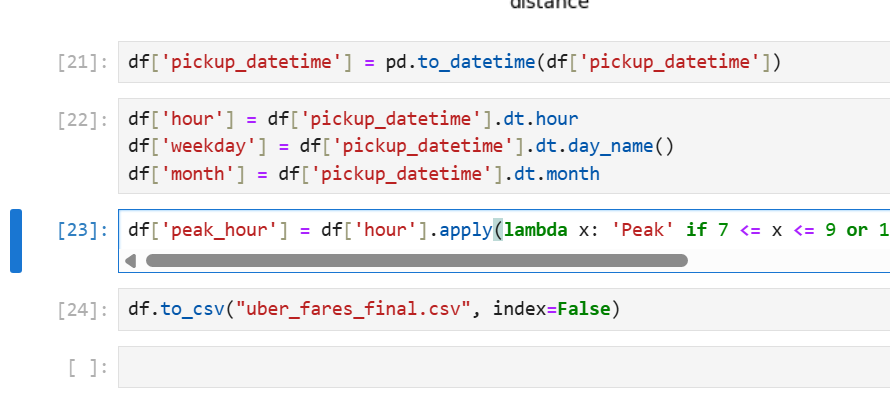 distance
[21]: df['pickup_datetime'] = pd.to_datetime(df['pickup_datetime'])
[22]: df['hour'] = df['pickup_datetime'].dt.hour
df['weekday'] = df['pickup_datetime'].dt.day_name()
df['month'] = df['pickup_datetime'].dt.month
[23]: df['peak_hour'] = df['hour'].apply(lambda x: 'Peak' if 7 <= x <= 9 or 1
[24]: df.to_csv("uber_fares_final.csv", index=False)
[ ]: